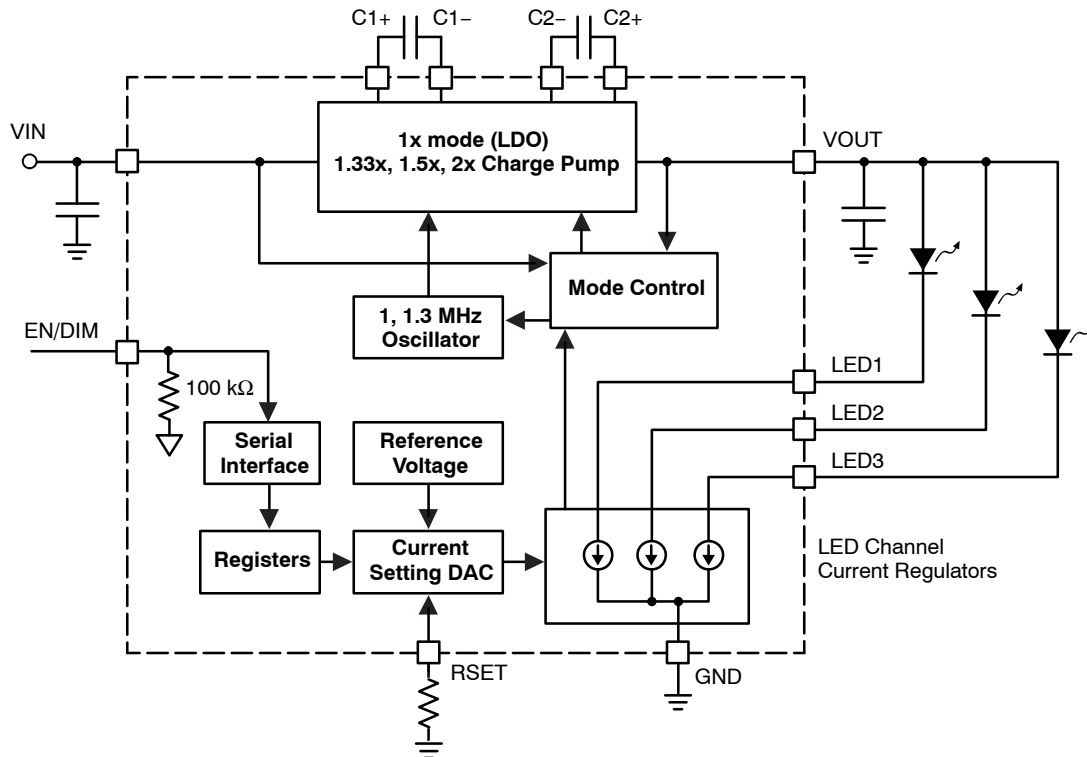 C1+ C1− C2− C2+
VIN
1x mode (LDO)
1.33x, 1.5x, 2x Charge Pump
VOUT
Mode Control
1, 1.3 MHz
Oscillator
EN/DIM
100 kΩ
LED1
LED2
LED3
Serial
Interface
Reference
Voltage
Registers
Current
Setting DAC
LED Channel
Current Regulators
RSET
GND